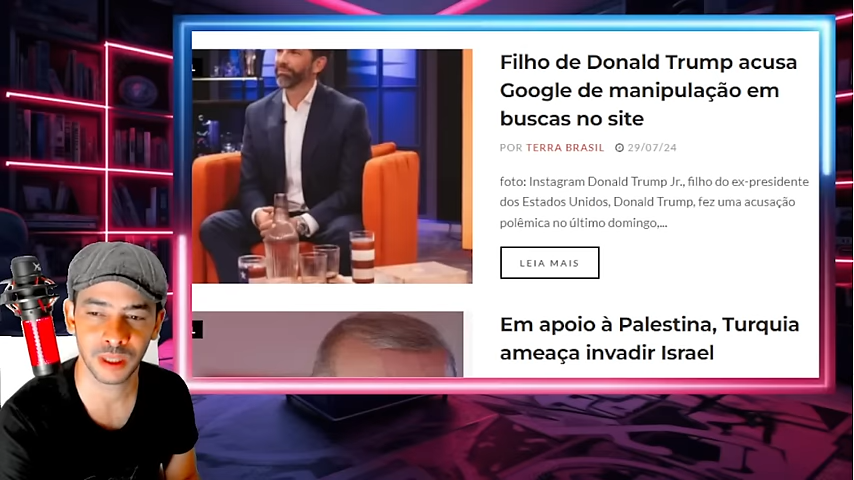 Filho de Donald Trump acusa
Google de manipulação em
buscas no site
POR TERRA BRASIL 29/07/24
foto: Instagram Donald Trump Jr., filho do ex-presidente
dos Estados Unidos, Donald Trump, fez uma acusação
polêmica no último domingo,...
LEIA MAIS
Em apoio à Palestina, Turquia
ameaça invadir Israel